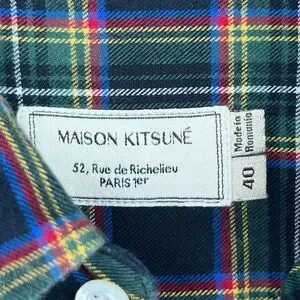 MAISON KITSUNÉ
52, Rue de Richelieu
PARIS 1er
Made in
Romania
40